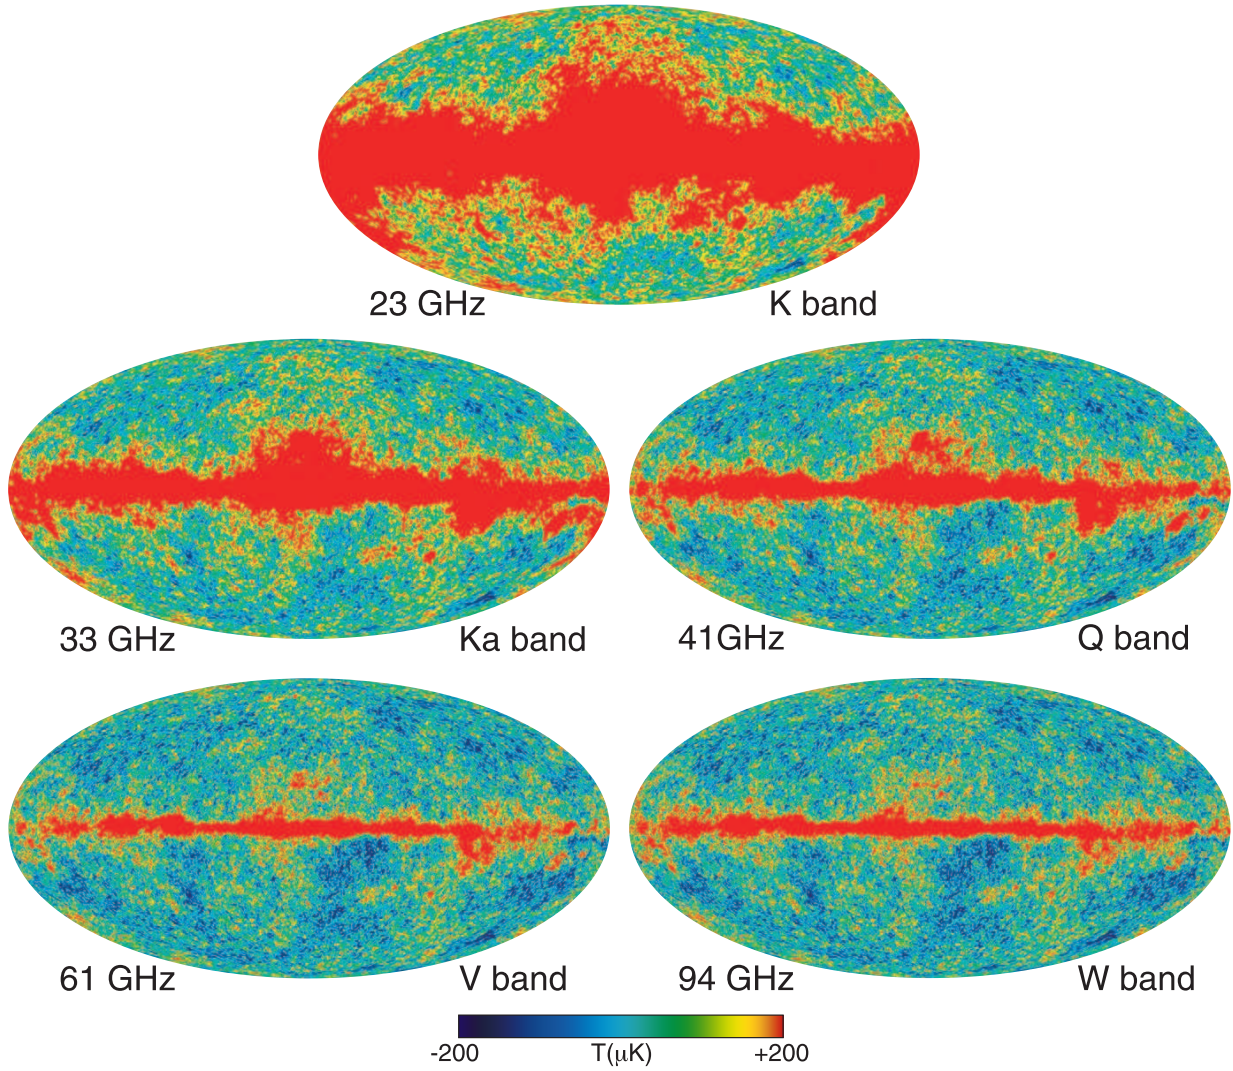 23 GHz K band
33 GHz Ka band
41GHz Q band
61 GHz V band
94 GHz W band
-200 T(μK) +200